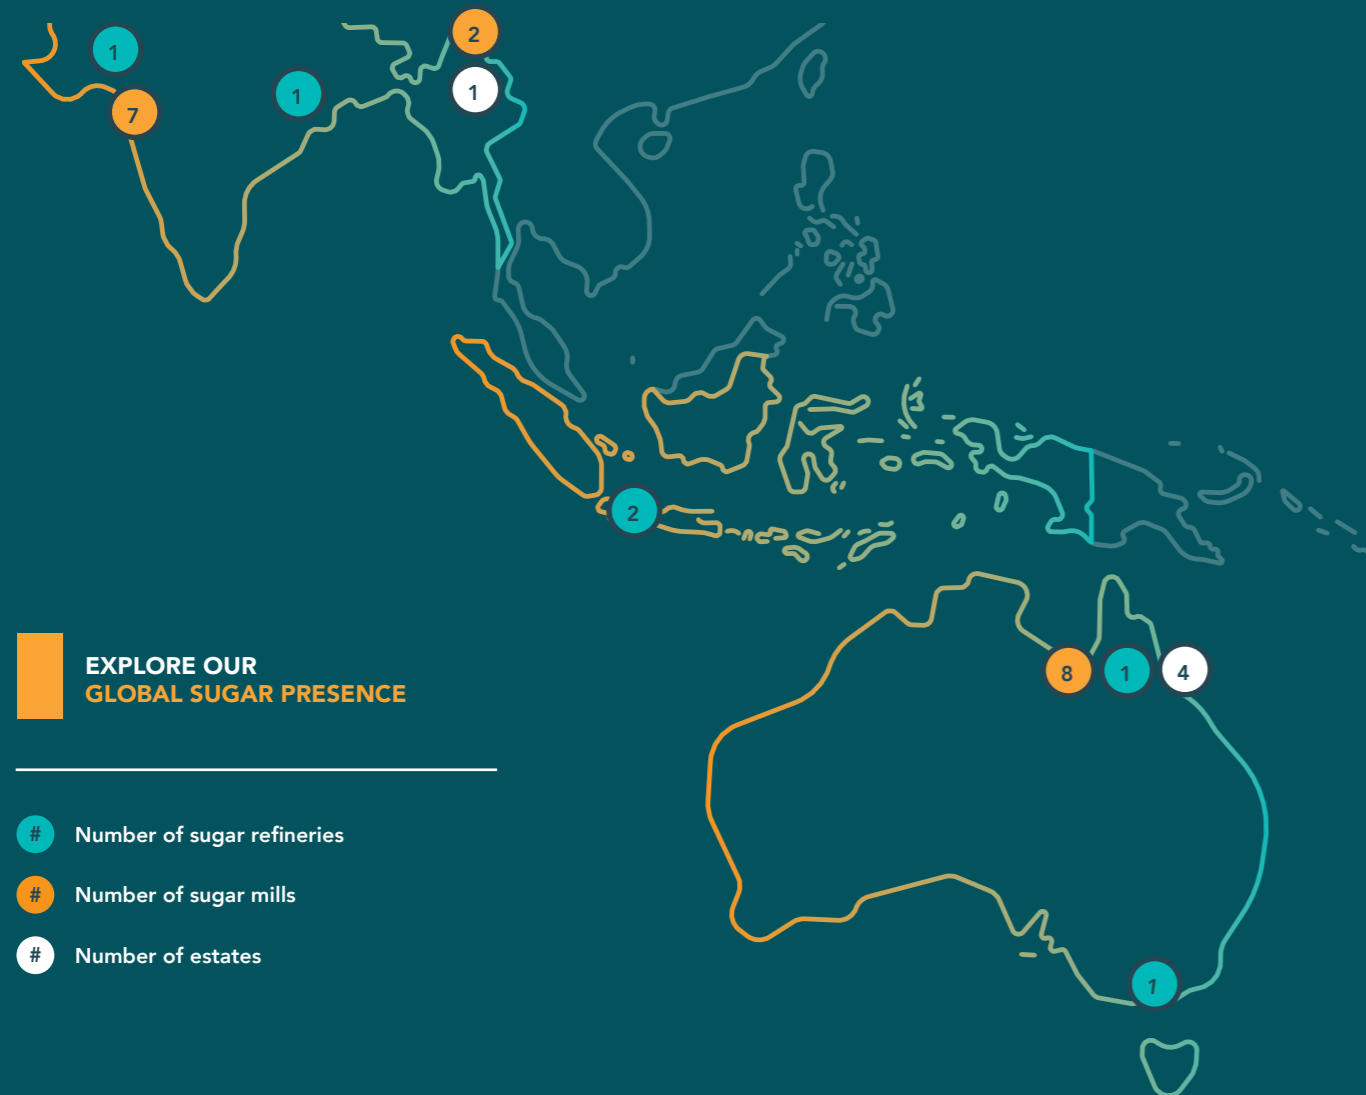 2
1
1
1
7
2
8
1
4
EXPLORE OUR
GLOBAL SUGAR PRESENCE
# Number of sugar refineries
# Number of sugar mills
# Number of estates
1